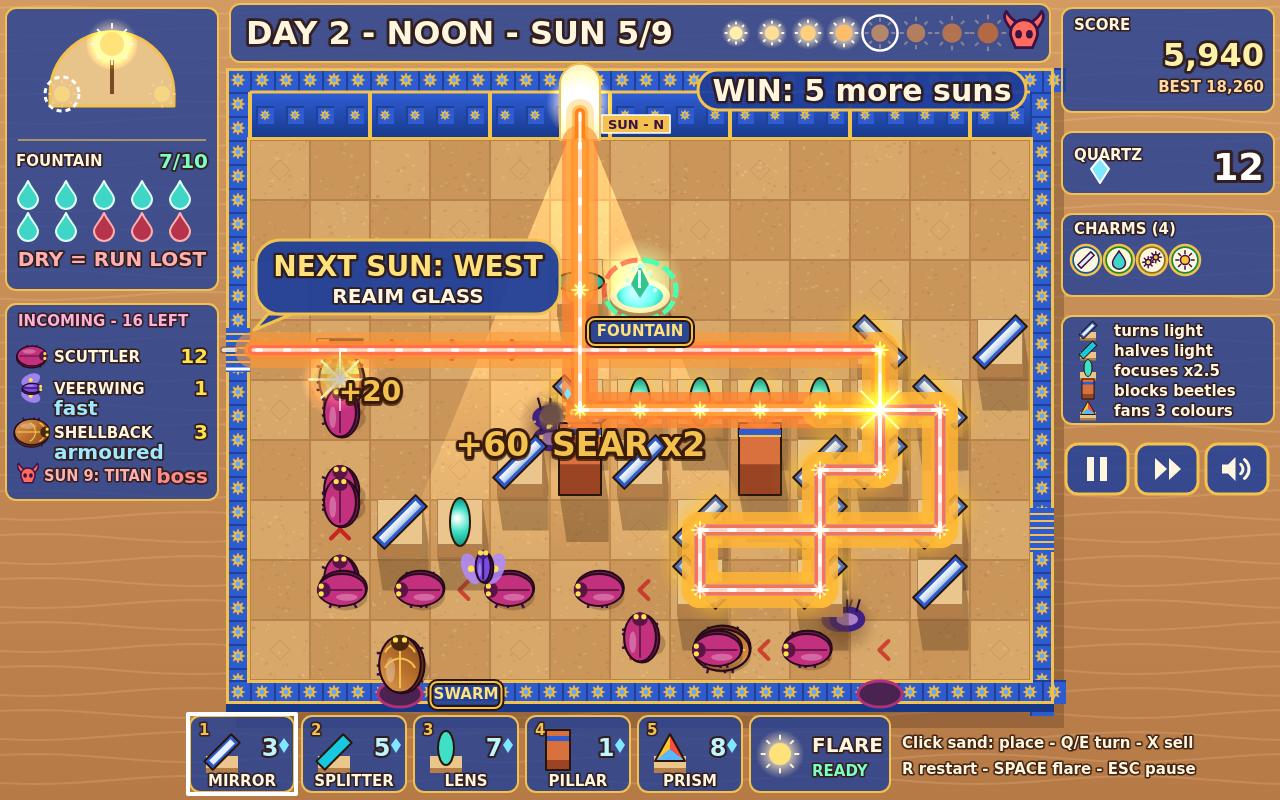 DAY 2 - NOON - SUN 5/9
SCORE
5,940
BEST 18,260
WIN: 5 more suns
SUN - N
FOUNTAIN 7/10
DRY = RUN LOST
QUARTZ
12
CHARMS (4)
NEXT SUN: WEST
REAIM GLASS
FOUNTAIN
INCOMING - 16 LEFT
SCUTTLER 12
VEERWING 1
fast
SHELLBACK 3
armoured
SUN 9: TITAN boss
turns light
halves light
focuses x2.5
blocks beetles
fans 3 colours
+20
+60 SEAR x2
SWARM
1 3 MIRROR
2 5 SPLITTER
3 7 LENS
4 1 PILLAR
5 8 PRISM
FLARE
READY
Click sand: place - Q/E turn - X sell
R restart - SPACE flare - ESC pause